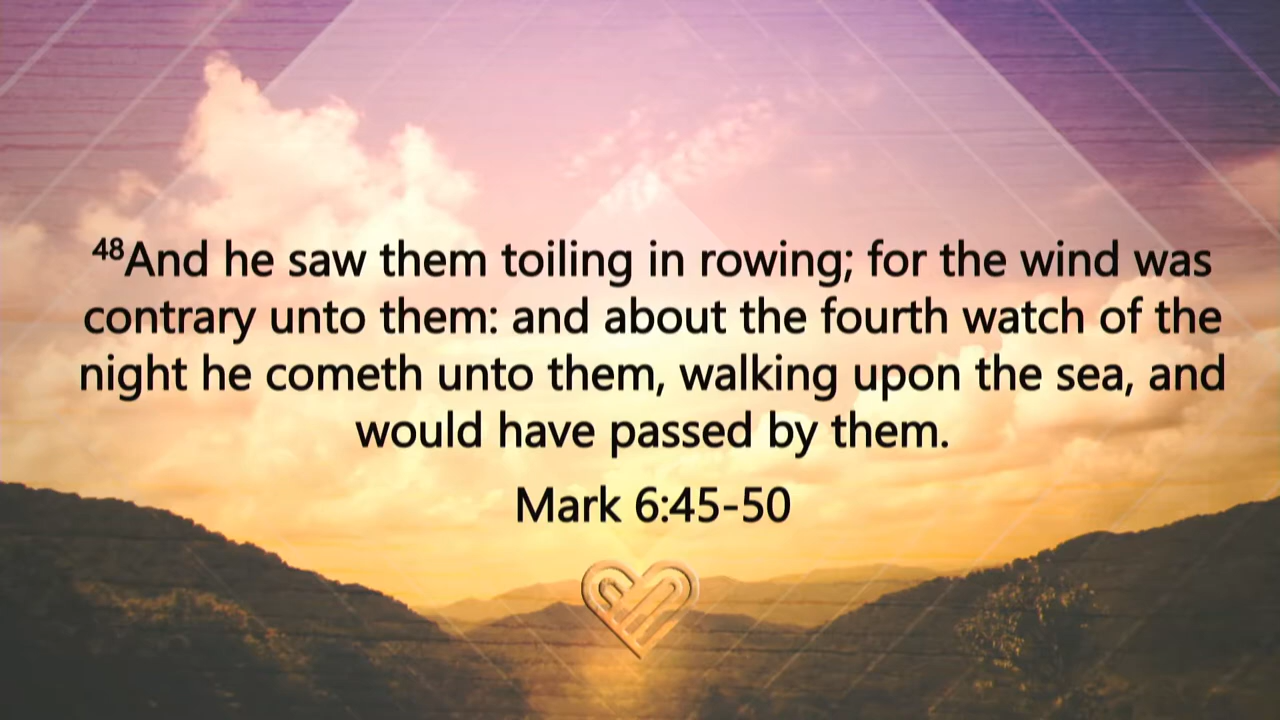 ⁴⁸And he saw them toiling in rowing; for the wind was
contrary unto them: and about the fourth watch of the
night he cometh unto them, walking upon the sea, and
would have passed by them.
Mark 6:45-50